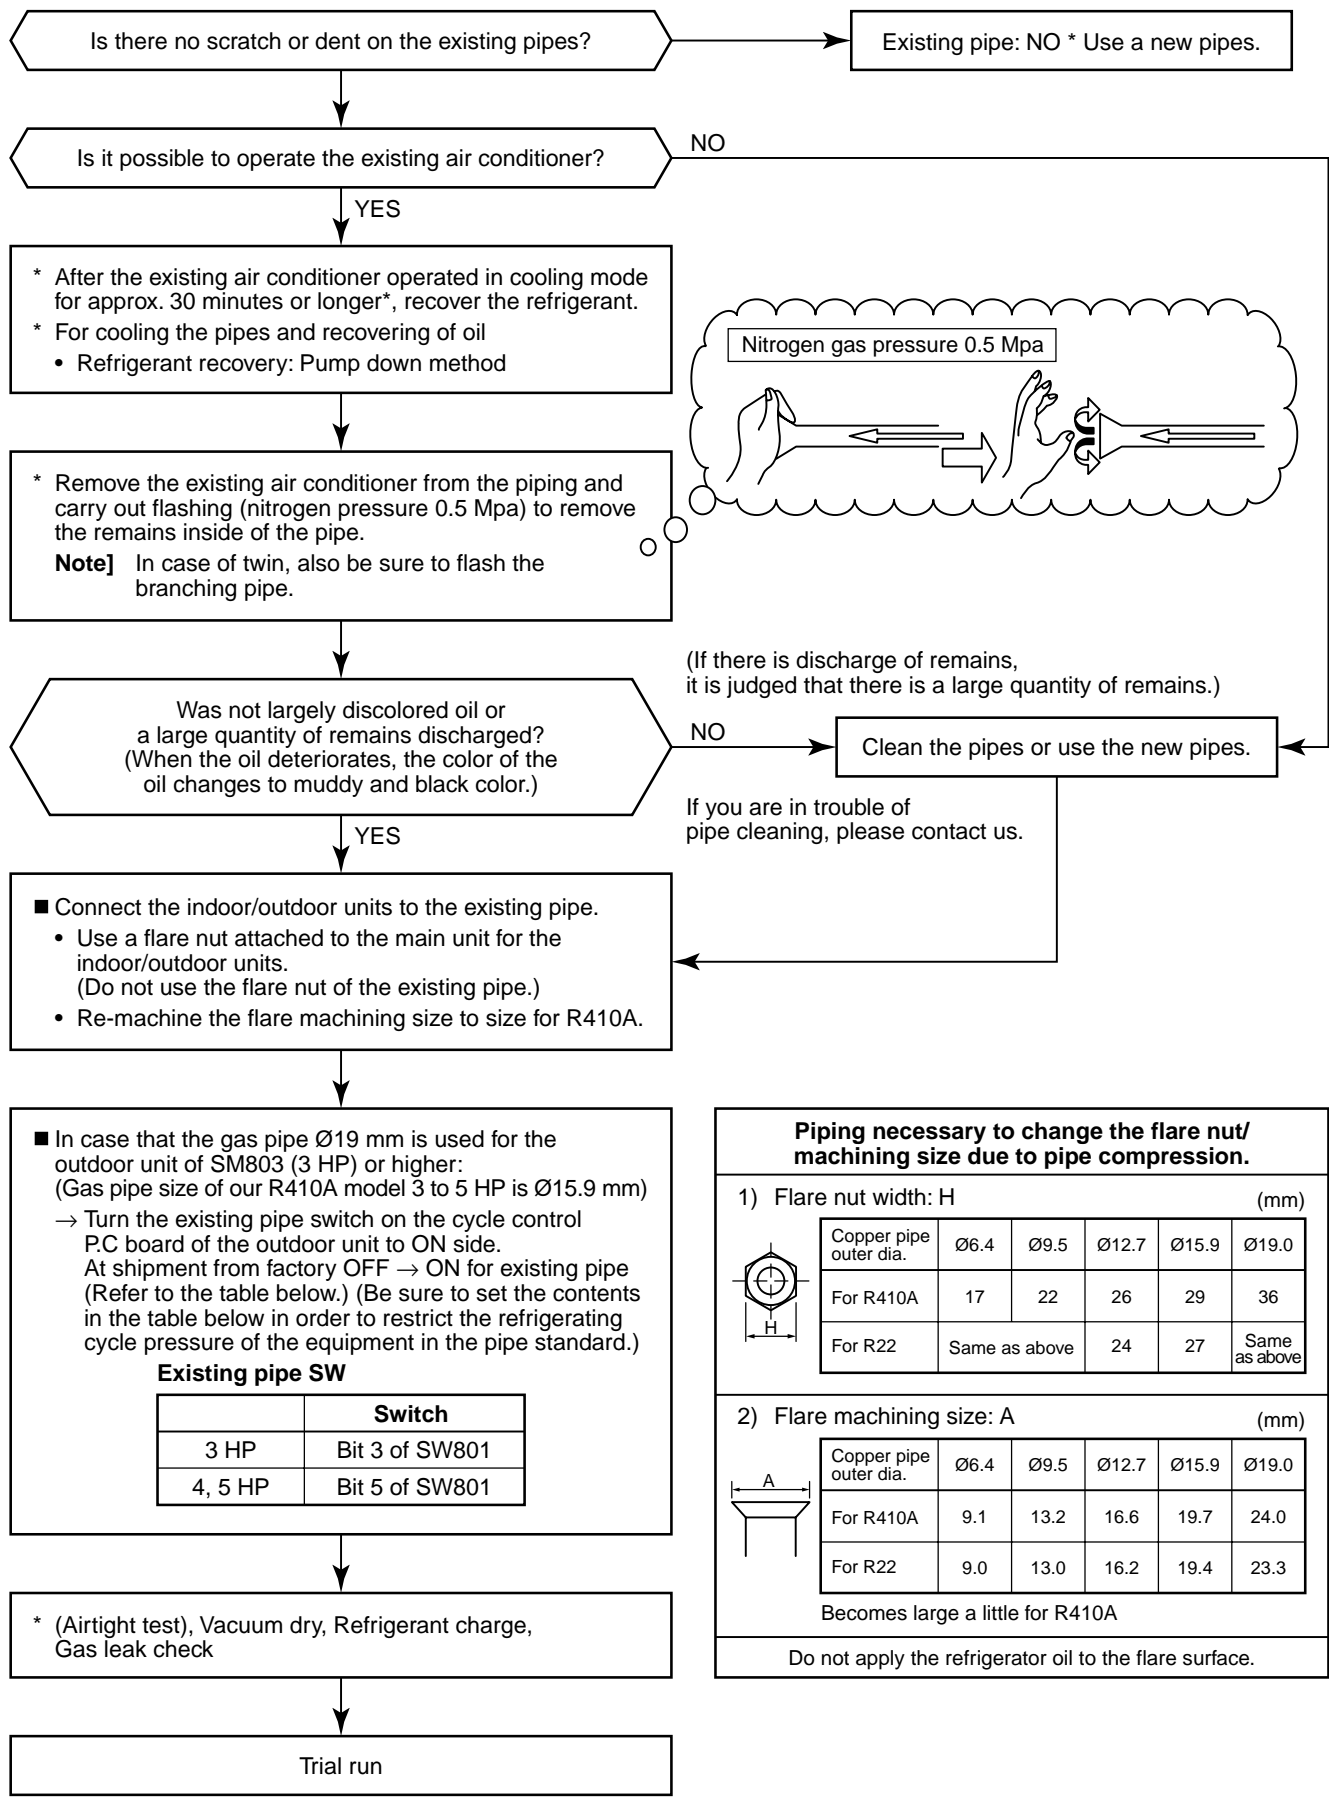 Is there no scratch or dent on the existing pipes?
Existing pipe: NO * Use a new pipes.
Is it possible to operate the existing air conditioner?
NO
YES
* After the existing air conditioner operated in cooling mode
for approx. 30 minutes or longer*, recover the refrigerant.
* For cooling the pipes and recovering of oil
• Refrigerant recovery: Pump down method
Nitrogen gas pressure 0.5 Mpa
* Remove the existing air conditioner from the piping and
carry out flashing (nitrogen pressure 0.5 Mpa) to remove
the remains inside of the pipe.
Note] In case of twin, also be sure to flash the
branching pipe.
(If there is discharge of remains,
it is judged that there is a large quantity of remains.)
Was not largely discolored oil or
a large quantity of remains discharged?
(When the oil deteriorates, the color of the
oil changes to muddy and black color.)
NO
Clean the pipes or use the new pipes.
If you are in trouble of
pipe cleaning, please contact us.
YES
■ Connect the indoor/outdoor units to the existing pipe.
• Use a flare nut attached to the main unit for the
indoor/outdoor units.
(Do not use the flare nut of the existing pipe.)
• Re-machine the flare machining size to size for R410A.
■ In case that the gas pipe Ø19 mm is used for the
outdoor unit of SM803 (3 HP) or higher:
(Gas pipe size of our R410A model 3 to 5 HP is Ø15.9 mm)
→ Turn the existing pipe switch on the cycle control
P.C board of the outdoor unit to ON side.
At shipment from factory OFF → ON for existing pipe
(Refer to the table below.) (Be sure to set the contents
in the table below in order to restrict the refrigerating
cycle pressure of the equipment in the pipe standard.)
Existing pipe SW
Switch
3 HP Bit 3 of SW801
4, 5 HP Bit 5 of SW801
* (Airtight test), Vacuum dry, Refrigerant charge,
Gas leak check
Trial run
Piping necessary to change the flare nut/
machining size due to pipe compression.
1) Flare nut width: H (mm)
H
Copper pipe
outer dia. Ø6.4 Ø9.5 Ø12.7 Ø15.9 Ø19.0
For R410A 17 22 26 29 36
For R22 Same as above 24 27 Same
as above
2) Flare machining size: A (mm)
A
Copper pipe
outer dia. Ø6.4 Ø9.5 Ø12.7 Ø15.9 Ø19.0
For R410A 9.1 13.2 16.6 19.7 24.0
For R22 9.0 13.0 16.2 19.4 23.3
Becomes large a little for R410A
Do not apply the refrigerator oil to the flare surface.